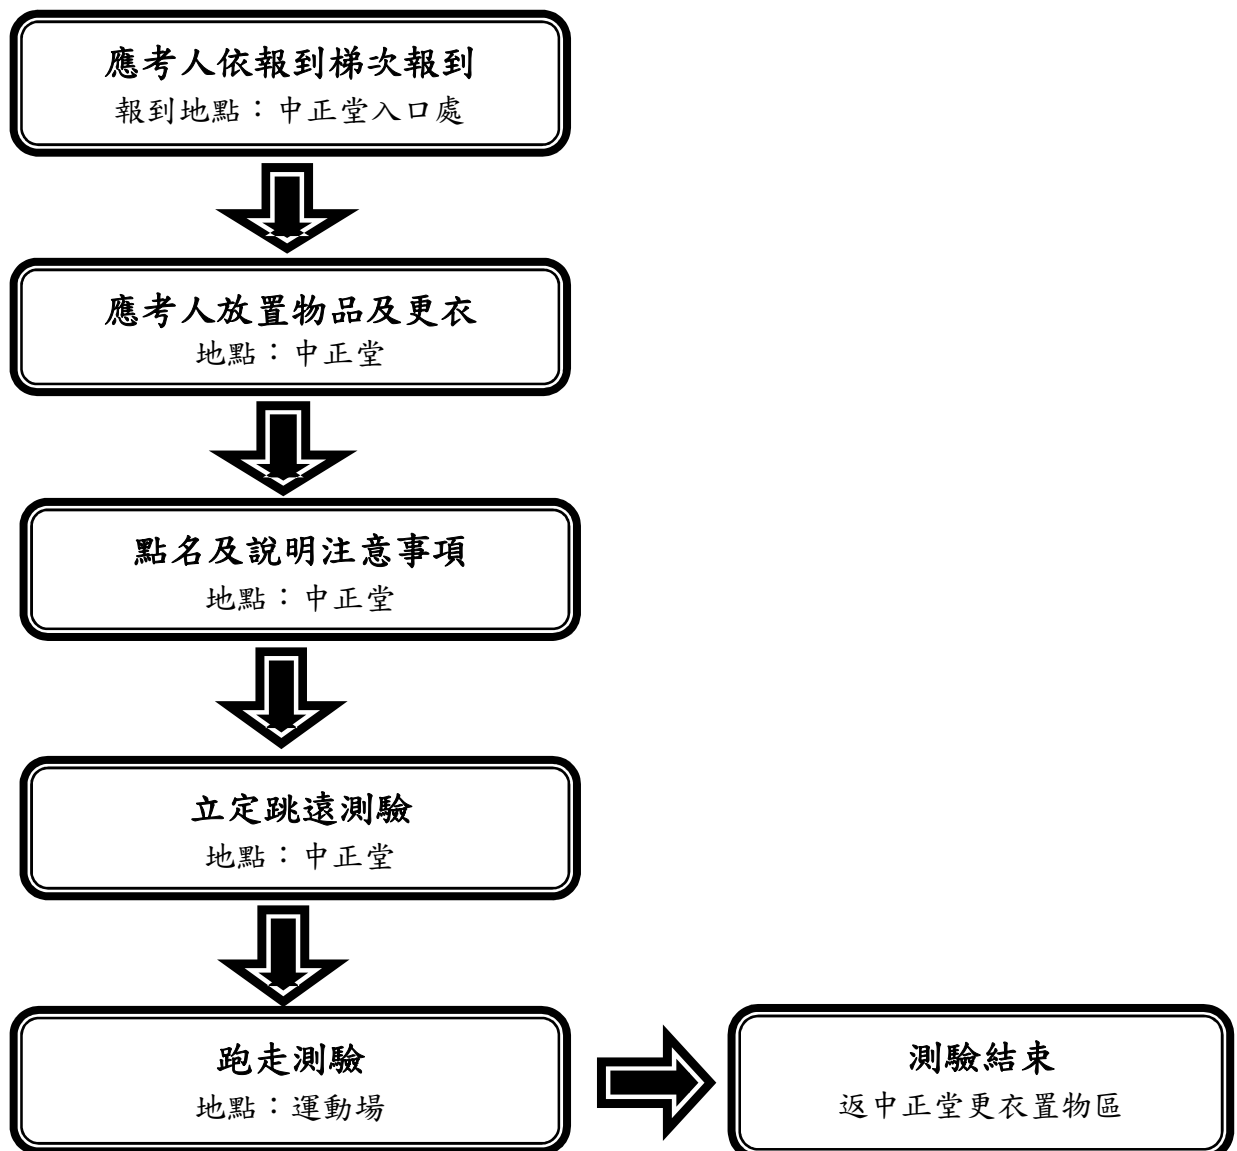 應考人依報到梯次報到
報到地點：中正堂入口處
應考人放置物品及更衣
地點：中正堂
點名及說明注意事項
地點：中正堂
立定跳遠測驗
地點：中正堂
跑走測驗
地點：運動場
測驗結束
返中正堂更衣置物區